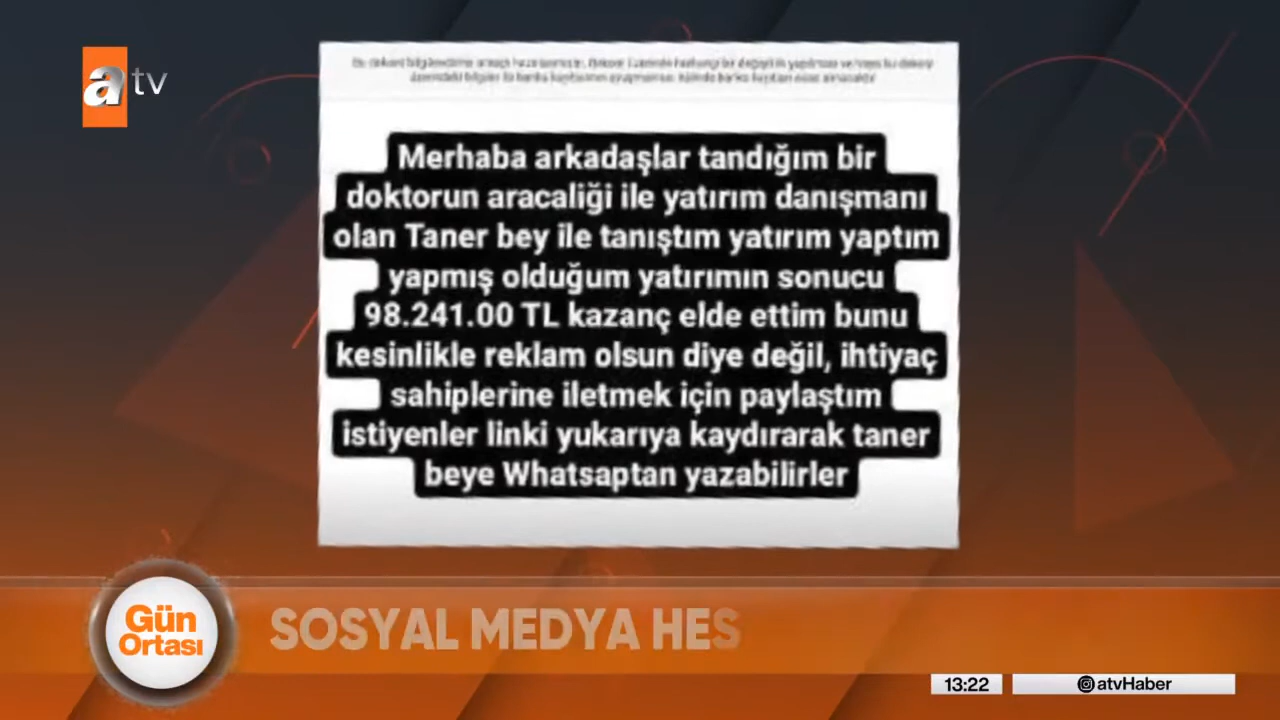 atv
Merhaba arkadaşlar tandığım bir
doktorun aracaliği ile yatırım danışmanı
olan Taner bey ile tanıştım yatırım yaptım
yapmış olduğum yatırımın sonucu
98.241.00 TL kazanç elde ettim bunu
kesinlikle reklam olsun diye değil, ihtiyaç
sahiplerine iletmek için paylaştım
istiyenler linki yukarıya kaydırarak taner
beye Whatsaptan yazabilirler
Gün
Ortası
SOSYAL MEDYA HES
13:22
atvHaber